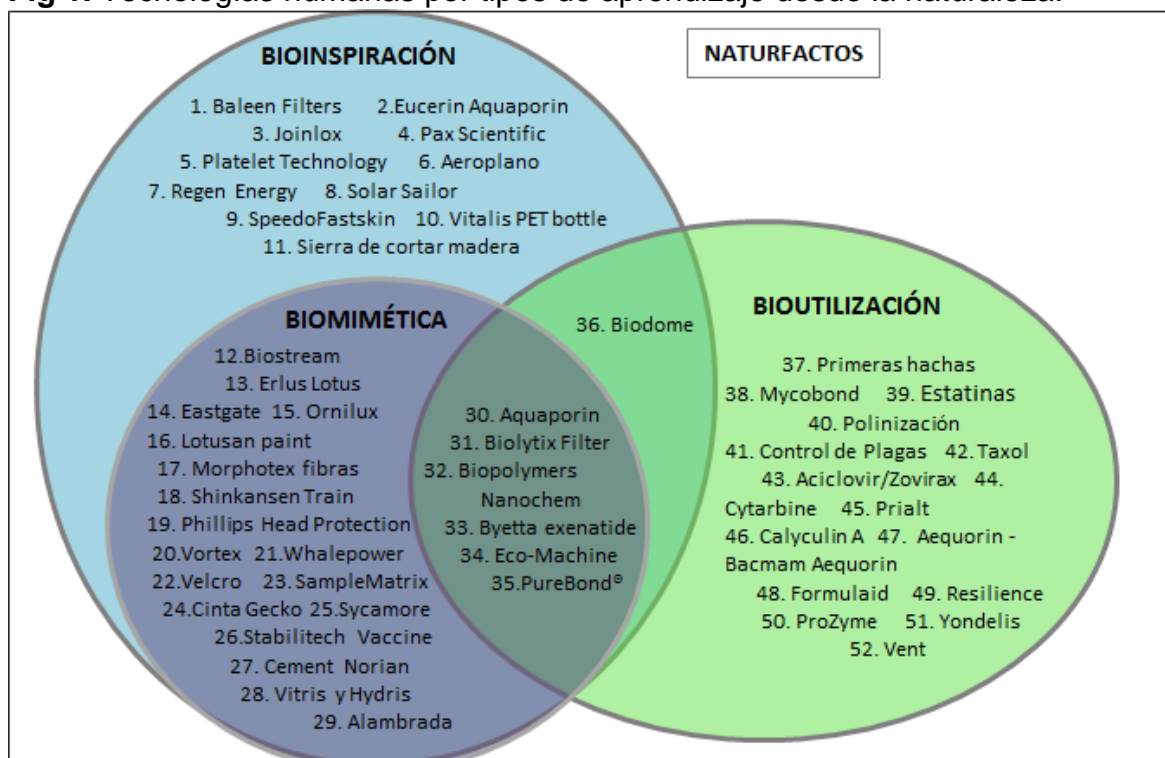 Fig 1. Tecnologías humanas por tipos de aprendizaje desde la naturaleza.
NATURFACTOS
BIOINSPIRACIÓN
1. Baleen Filters 2.Eucerin Aquaporin
3. Joinlox 4. Pax Scientific
5. Platelet Technology 6. Aeroplano
7. Regen Energy 8. Solar Sailor
9. SpeedoFastskin 10. Vitalis PET bottle
11. Sierra de cortar madera
BIOMIMÉTICA
12.Biostream
13. Erlus Lotus
14. Eastgate 15. Ornilux
16. Lotusan paint
17. Morphotex fibras
18. Shinkansen Train
19. Phillips Head Protection
20.Vortex 21.Whalepower
22.Velcro 23. SampleMatrix
24.Cinta Gecko 25.Sycamore
26.Stabilitech Vaccine
27. Cement Norian
28. Vitris y Hydris
29. Alambrada
30. Aquaporin
31. Biolytix Filter
32. Biopolymers
Nanochem
33. Byetta exenatide
34. Eco-Machine
35.PureBond®
36. Biodome
BIOUTILIZACIÓN
37. Primeras hachas
38. Mycobond 39. Estatinas
40. Polinización
41. Control de Plagas 42. Taxol
43. Aciclovir/Zovirax 44.
Cytarbine 45. Prialt
46. Calyculin A 47. Aequorin -
Bacmam Aequorin
48. Formulaid 49. Resilience
50. ProZyme 51. Yondelis
52. Vent